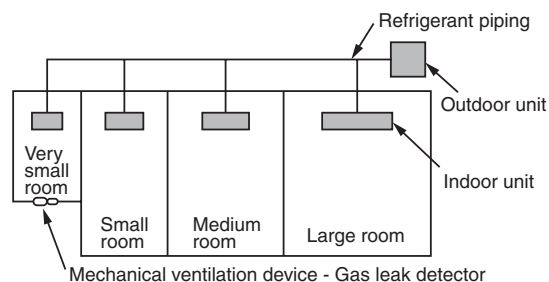 Refrigerant piping
Outdoor unit
Indoor unit
Very
small
room
Small
room
Medium
room
Large room
Mechanical ventilation device - Gas leak detector